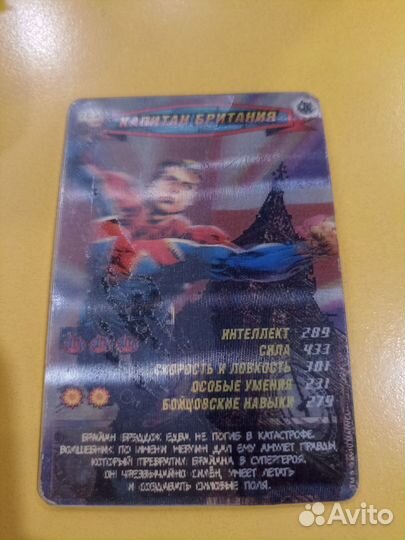 КАПИТАН БРИТАНИЯ
ИНТЕЛЛЕКТ 289
СИЛА 433
СКОРОСТЬ И ЛОВКОСТЬ 301
ОСОБЫЕ УМЕНИЯ 231
БОЙЦОВСКИЕ НАВЫКИ 279
БРАЙАН БРЭДДОК ЕДВА НЕ ПОГИБ В КАТАСТРОФЕ.
ВОЛШЕБНИК ПО ИМЕНИ МЕРЛИН ДАЛ ЕМУ АМУЛЕТ ПРАВДЫ,
КОТОРЫЙ ПРЕВРАТИЛ БРАЙАНА В СУПЕРГЕРОЯ.
ОН ЧРЕЗВЫЧАЙНО СИЛЁН, УМЕЕТ ЛЕТАТЬ
И СОЗДАВАТЬ СИЛОВЫЕ ПОЛЯ.
Avito